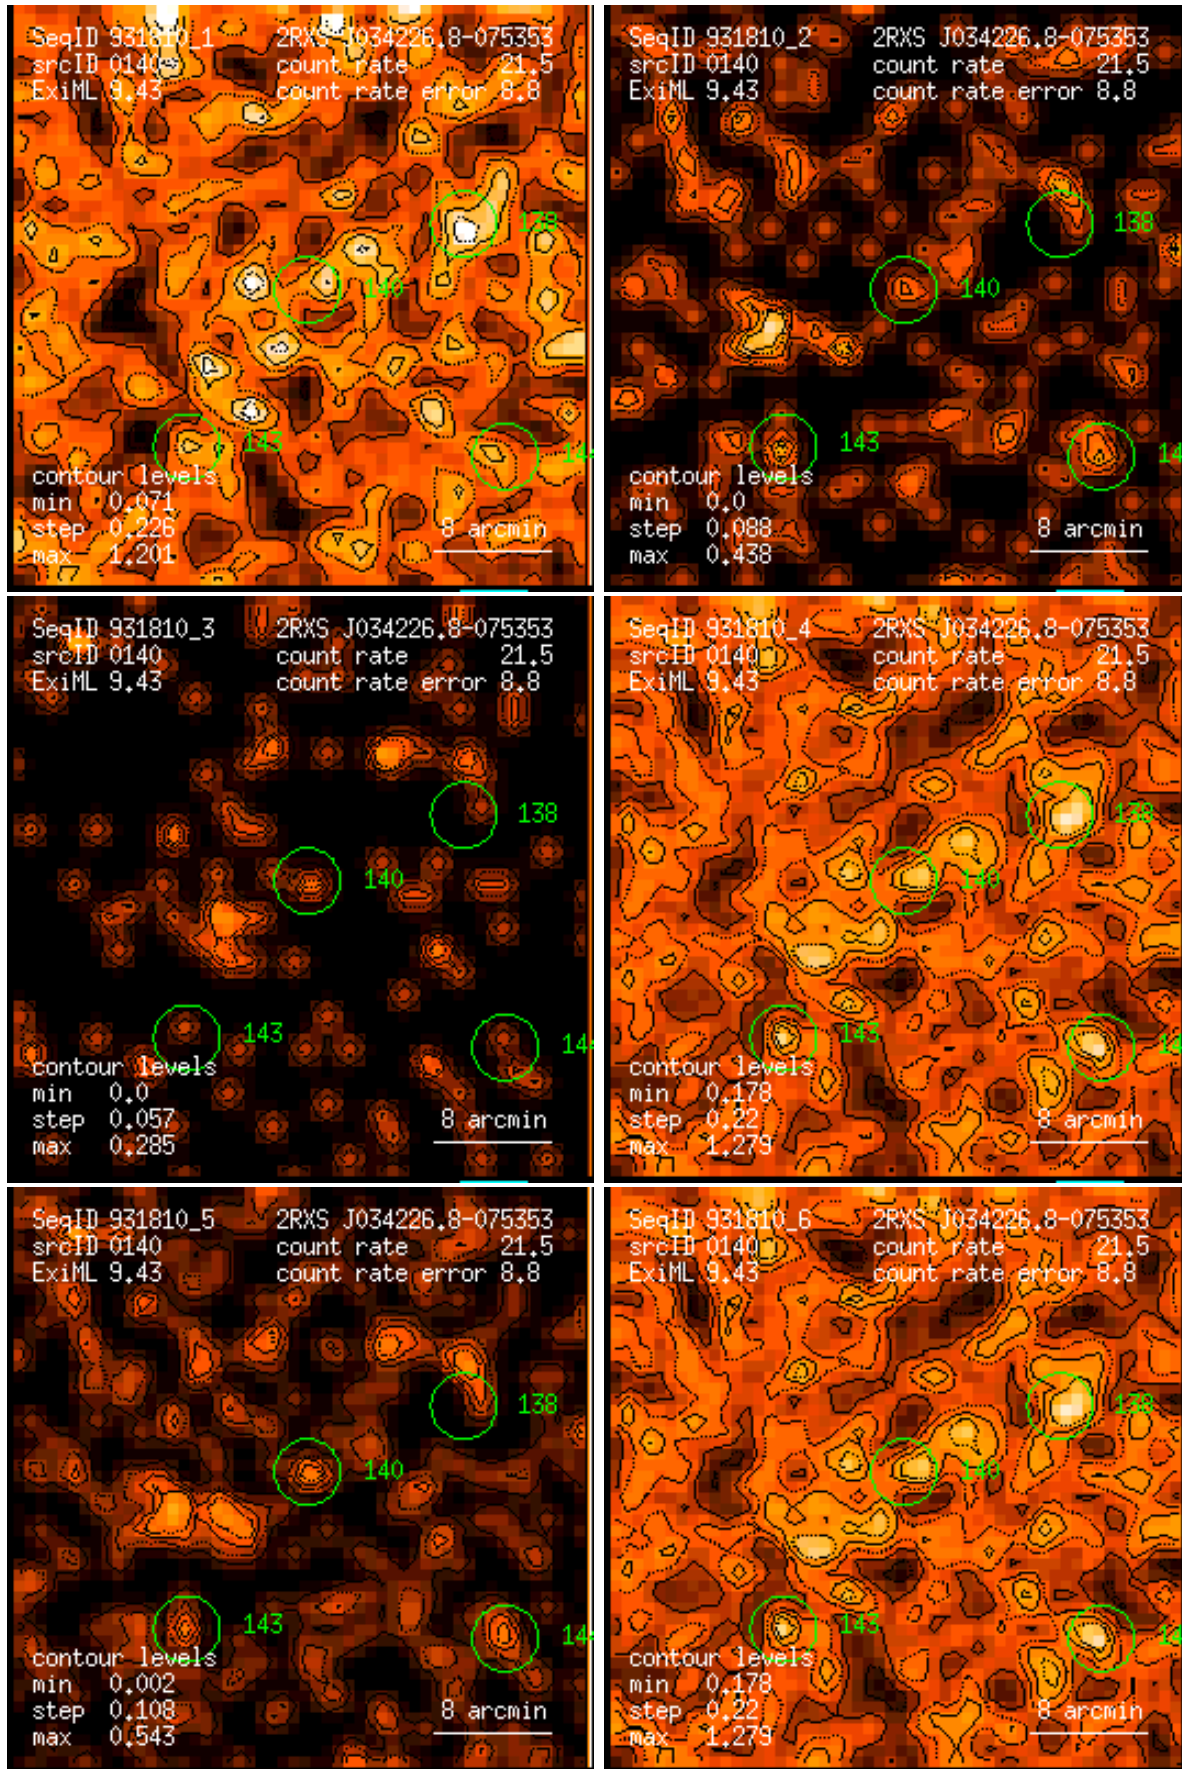 SeqID 931810_1 2RXS J034226.8-075353
srcID 0140 count rate 21.5
ExiML 9.43 count rate error 8.8
138
140
143
144
contour levels
min 0.071
step 0.226 8 arcmin
max 1.201
SeqID 931810_2 2RXS J034226.8-075353
srcID 0140 count rate 21.5
ExiML 9.43 count rate error 8.8
138
140
143
14
contour levels
min 0.0
step 0.088 8 arcmin
max 0.438
SeqID 931810_3 2RXS J034226.8-075353
srcID 0140 count rate 21.5
ExiML 9.43 count rate error 8.8
138
140
143
144
contour levels
min 0.0
step 0.057 8 arcmin
max 0.285
SeqID 931810_4 2RXS J034226.8-075353
srcID 0140 count rate 21.5
ExiML 9.43 count rate error 8.8
138
140
143
14
contour levels
min 0.178
step 0.22 8 arcmin
max 1.279
SeqID 931810_5 2RXS J034226.8-075353
srcID 0140 count rate 21.5
ExiML 9.43 count rate error 8.8
138
140
143
144
contour levels
min 0.002
step 0.108 8 arcmin
max 0.543
SeqID 931810_6 2RXS J034226.8-075353
srcID 0140 count rate 21.5
ExiML 9.43 count rate error 8.8
138
140
143
14
contour levels
min 0.178
step 0.22 8 arcmin
max 1.279